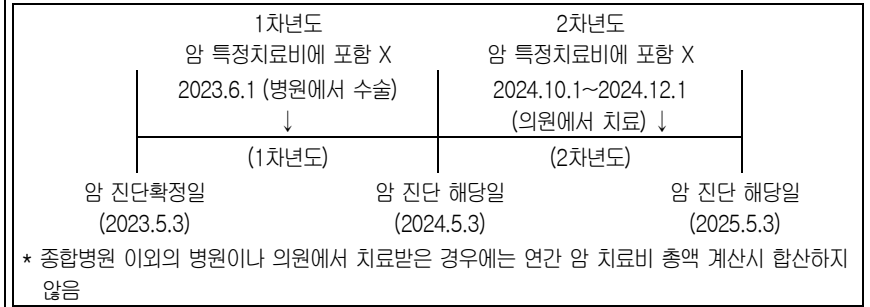 1차년도 2차년도
암 특정치료비에 포함 X 암 특정치료비에 포함 X
2023.6.1 (병원에서 수술) 2024.10.1~2024.12.1
↓ (의원에서 치료) ↓
(1차년도) (2차년도)
암 진단확정일 암 진단 해당일 암 진단 해당일
(2023.5.3) (2024.5.3) (2025.5.3)
* 종합병원 이외의 병원이나 의원에서 치료받은 경우에는 연간 암 치료비 총액 계산시 합산하지
않음